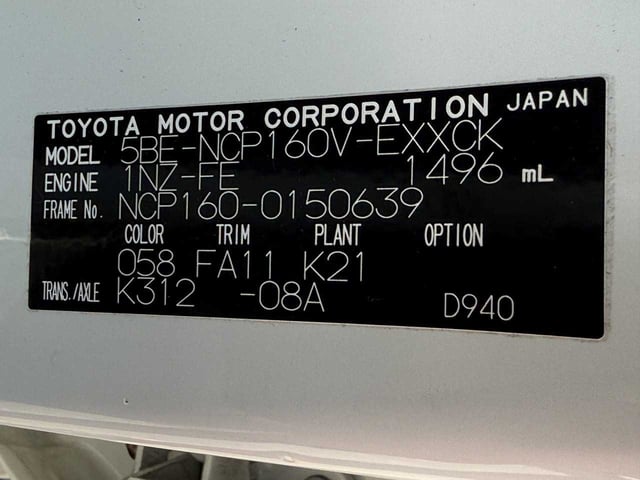 TOYOTA MOTOR CORPORATION JAPAN
MODEL 5BE-NCP160V-EXXCK
ENGINE 1NZ-FE 1496 mL
FRAME No. NCP160-0150639
COLOR TRIM PLANT OPTION
058 FA11 K21
TRANS./AXLE K312 -08A D940